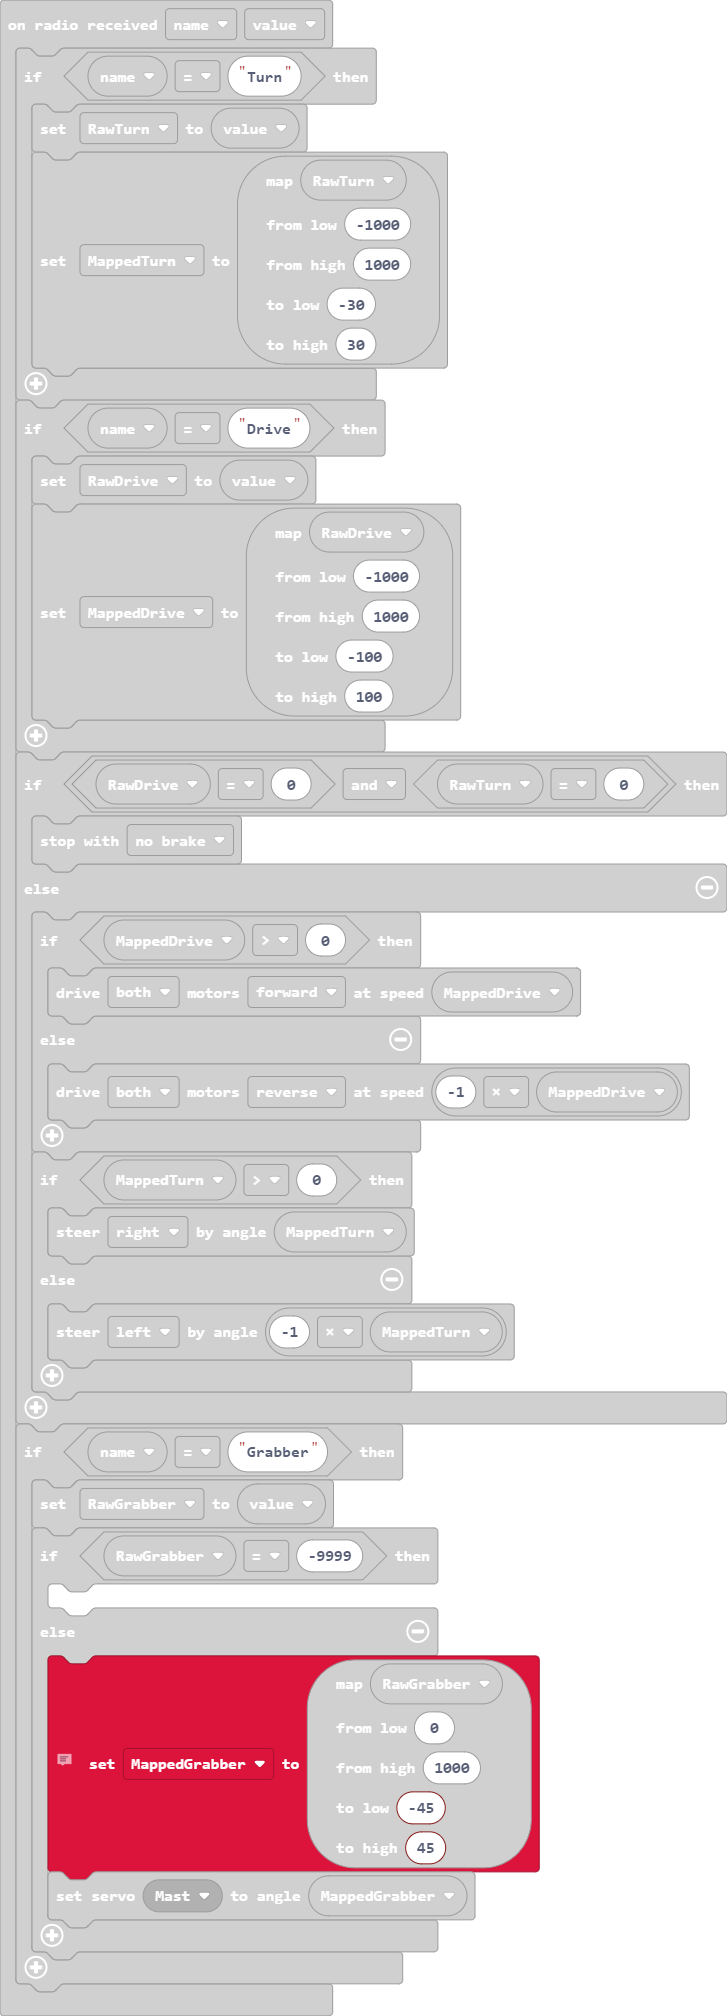 on radio received name value
if name = "Turn" then
set RawTurn to value
map RawTurn
from low -1000
set MappedTurn to
from high 1000
to low -30
to high 30
if name = "Drive" then
set RawDrive to value
map RawDrive
from low -1000
set MappedDrive to
from high 1000
to low -100
to high 100
if RawDrive = 0 and RawTurn = 0 then
stop with no brake
else
if MappedDrive > 0 then
drive both motors forward at speed MappedDrive
else
drive both motors reverse at speed -1 × MappedDrive
if MappedTurn > 0 then
steer right by angle MappedTurn
else
steer left by angle -1 × MappedTurn
if name = "Grabber" then
set RawGrabber to value
if RawGrabber = -9999 then
else
map RawGrabber
from low 0
set MappedGrabber to
from high 1000
to low -45
to high 45
set servo Mast to angle MappedGrabber